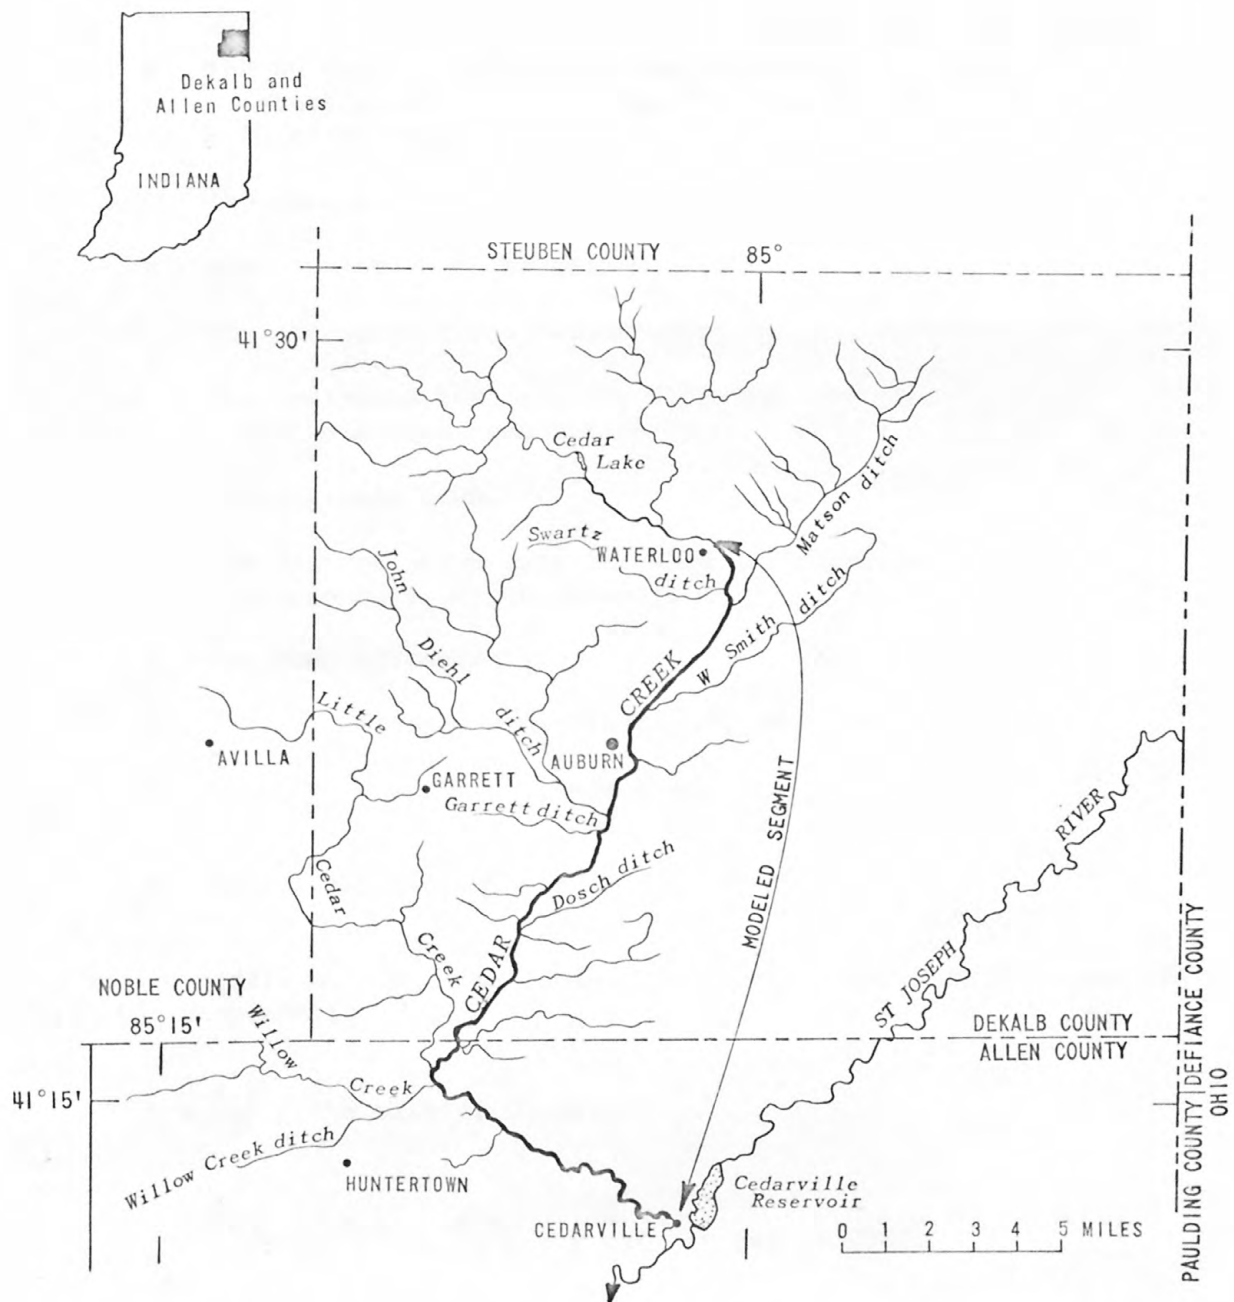 Dekalb and
Allen Counties
INDIANA
STEUBEN COUNTY
85°
41°30'
Cedar
Lake
Matson ditch
Swartz
ditch
WATERLOO
John
Diehl
ditch
W Smith ditch
CREEK
Little
AVILLA
AUBURN
GARRETT
Garrett ditch
MODELED SEGMENT
RIVER
Cedar
Dosch ditch
Creek
CEDAR
ST JOSEPH
NOBLE COUNTY
85°15'
Willow
DEKALB COUNTY
ALLEN COUNTY
PAULDING COUNTY|DEFIANCE COUNTY
OHIO
Creek
41°15'
Willow Creek ditch
HUNTERTOWN
Cedarville
Reservoir
CEDARVILLE
0 1 2 3 4 5 MILES